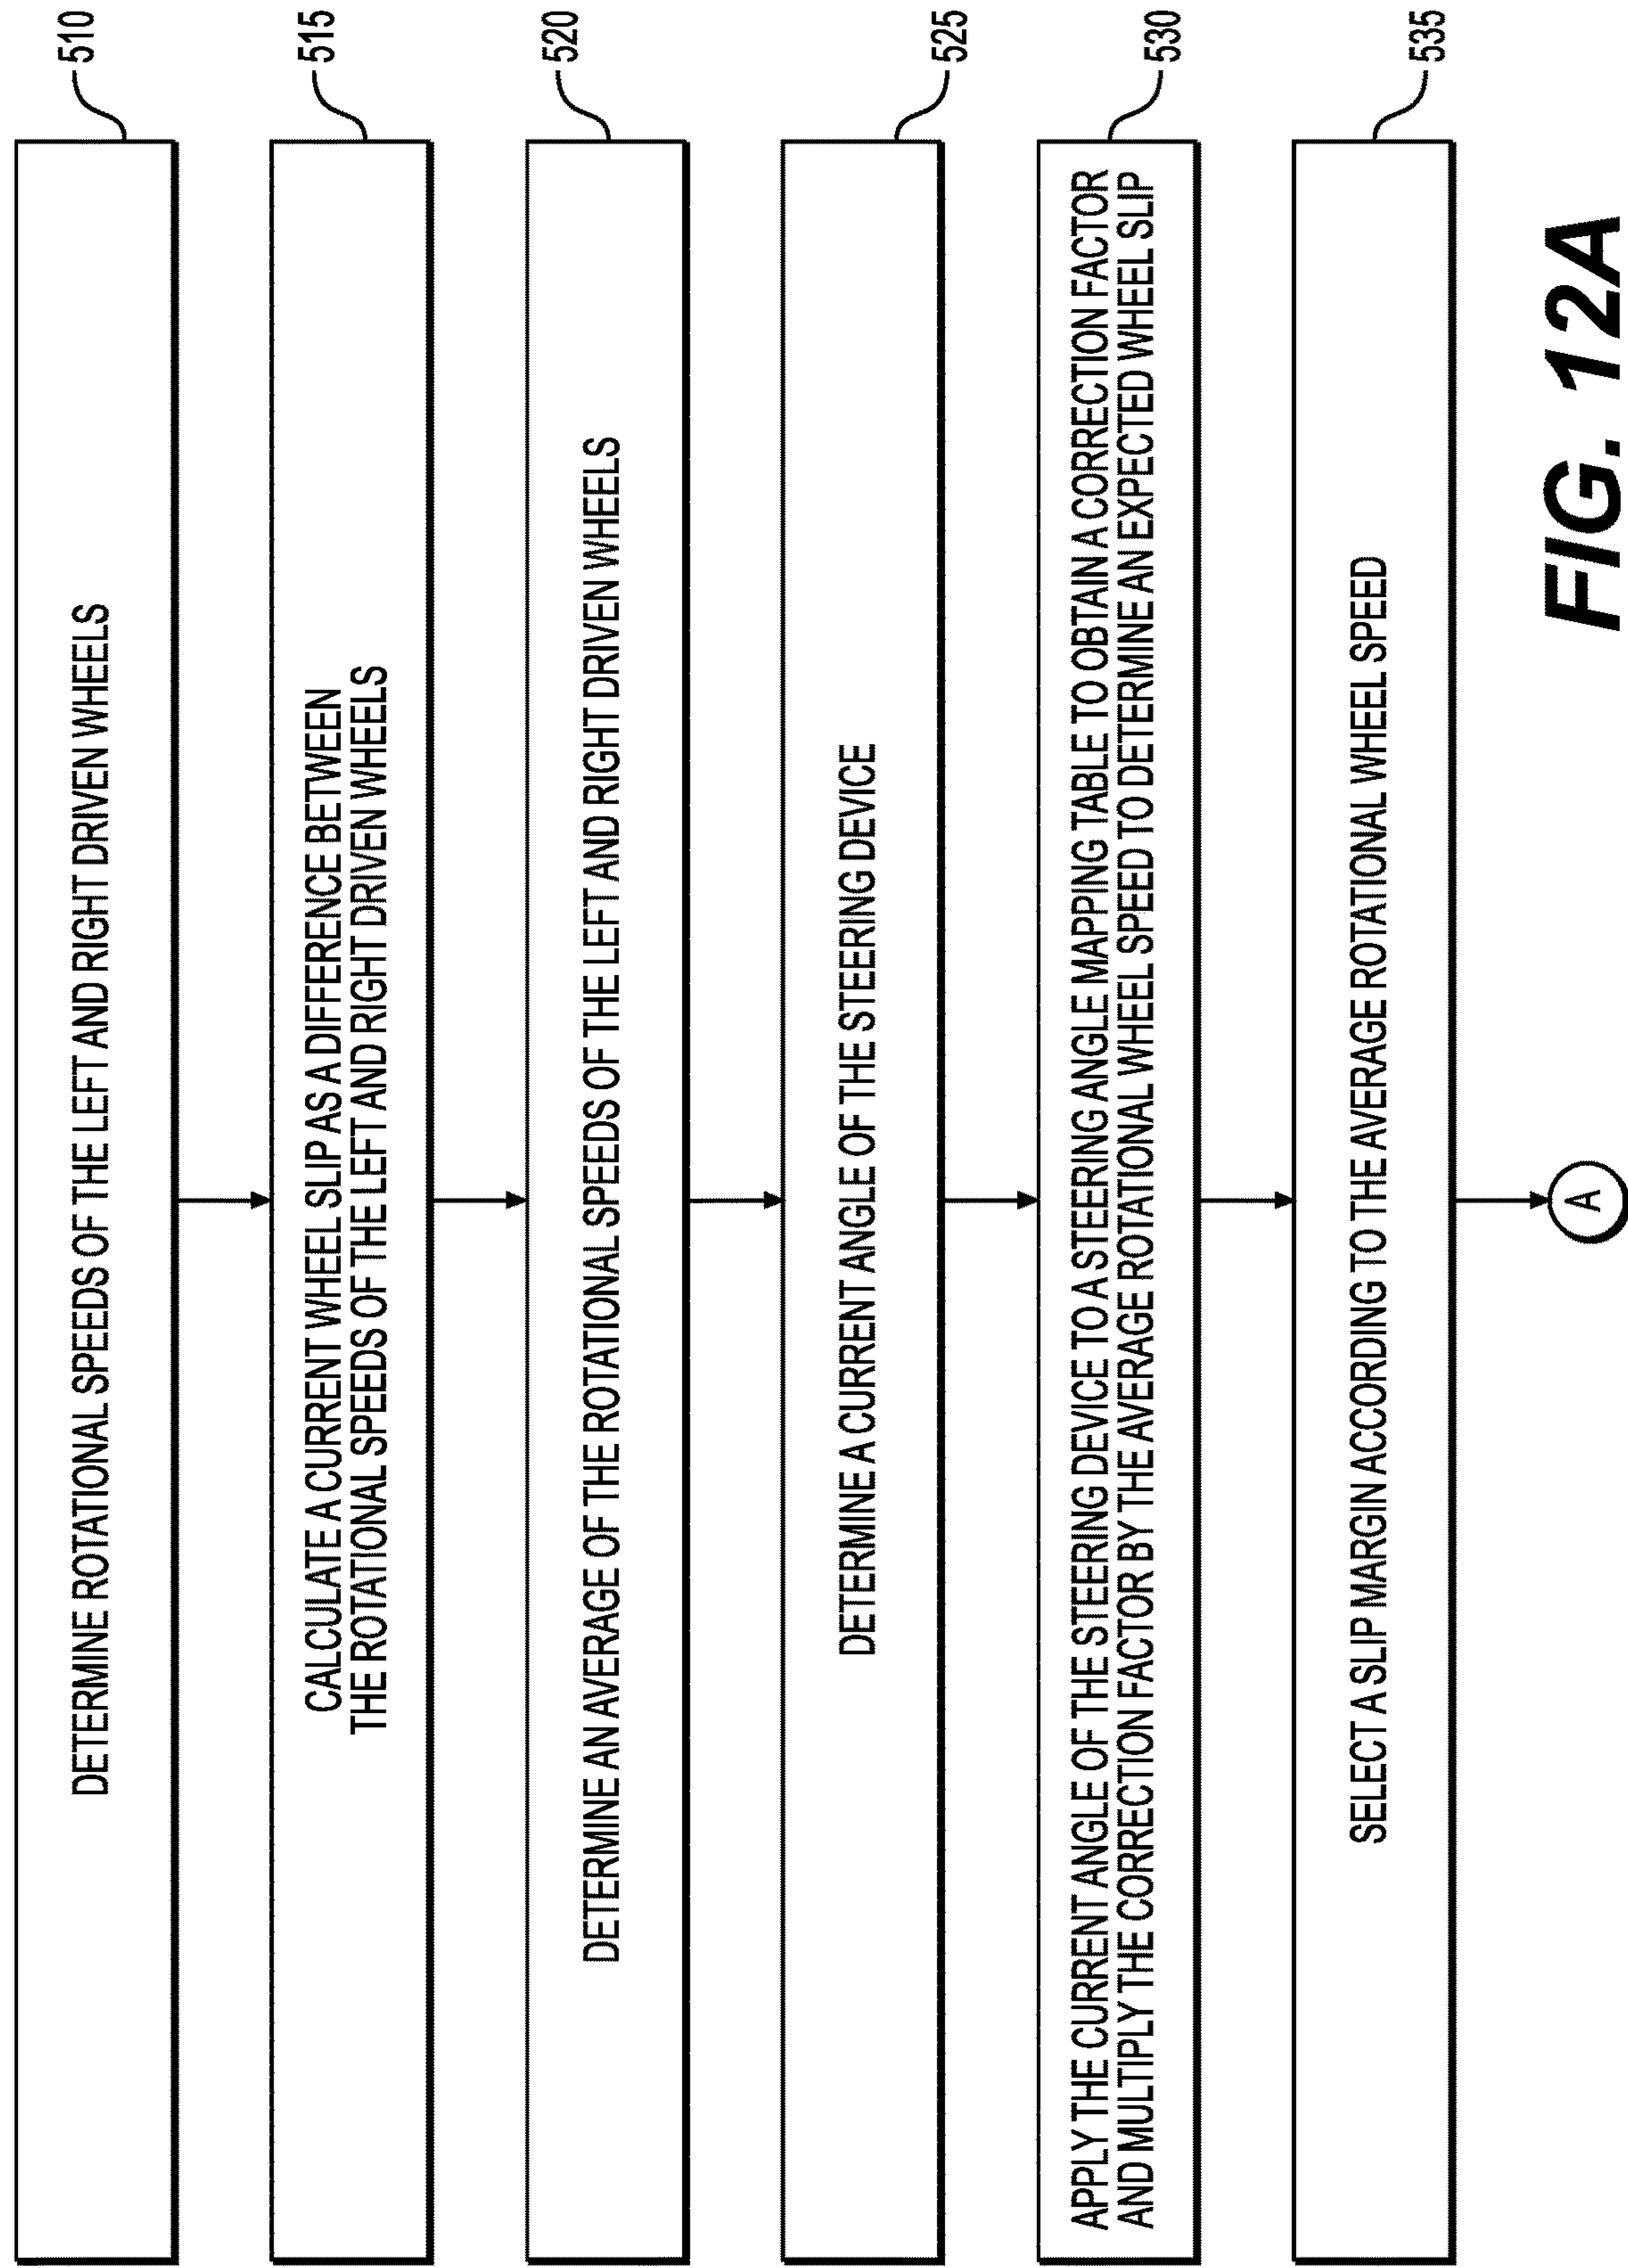 510
DETERMINE ROTATIONAL SPEEDS OF THE LEFT AND RIGHT DRIVEN WHEELS
515
CALCULATE A CURRENT WHEEL SLIP AS A DIFFERENCE BETWEEN
THE ROTATIONAL SPEEDS OF THE LEFT AND RIGHT DRIVEN WHEELS
520
DETERMINE AN AVERAGE OF THE ROTATIONAL SPEEDS OF THE LEFT AND RIGHT DRIVEN WHEELS
525
DETERMINE A CURRENT ANGLE OF THE STEERING DEVICE
530
APPLY THE CURRENT ANGLE OF THE STEERING DEVICE TO A STEERING ANGLE MAPPING TABLE TO OBTAIN A CORRECTION FACTOR
AND MULTIPLY THE CORRECTION FACTOR BY THE AVERAGE ROTATIONAL WHEEL SPEED TO DETERMINE AN EXPECTED WHEEL SLIP
535
SELECT A SLIP MARGIN ACCORDING TO THE AVERAGE ROTATIONAL WHEEL SPEED
A
FIG. 12A